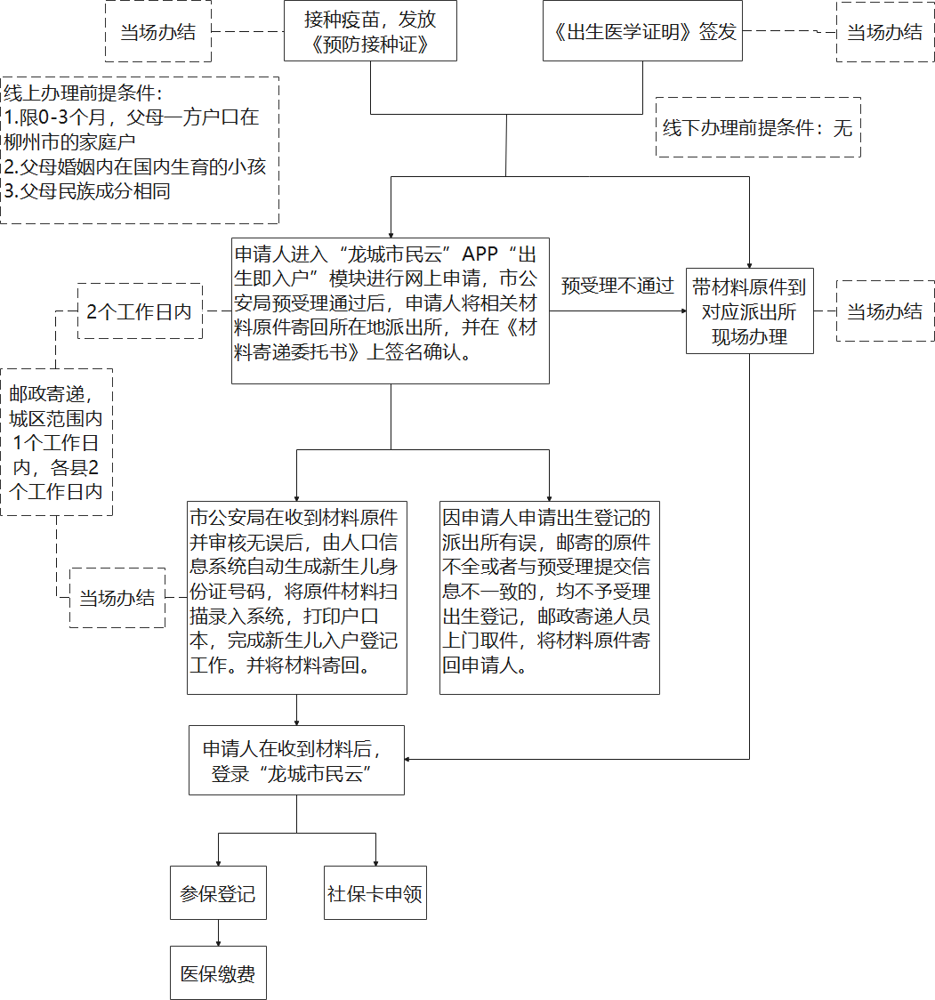 当场办结
接种疫苗，发放
《预防接种证》
《出生医学证明》签发
当场办结
线上办理前提条件：
1.限0-3个月，父母一方户口在
柳州市的家庭户
2.父母婚姻内在国内生育的小孩
3.父母民族成分相同
线下办理前提条件：无
申请人进入“龙城市民云”APP“出
生即入户”模块进行网上申请，市公
安局预受理通过后，申请人将相关材
料原件寄回所在地派出所，并在《材
料寄递委托书》上签名确认。
预受理不通过
带材料原件到
对应派出所
现场办理
当场办结
2个工作日内
邮政寄递，
城区范围内
1个工作日
内，各县2
个工作日内
当场办结
市公安局在收到材料原件
并审核无误后，由人口信
息系统自动生成新生儿身
份证号码，将原件材料扫
描录入系统，打印户口
本，完成新生儿入户登记
工作。并将材料寄回。
因申请人申请出生登记的
派出所有误，邮寄的原件
不全或者与预受理提交信
息不一致的，均不予受理
出生登记，邮政寄递人员
上门取件，将材料原件寄
回申请人。
申请人在收到材料后，
登录“龙城市民云”
参保登记
社保卡申领
医保缴费